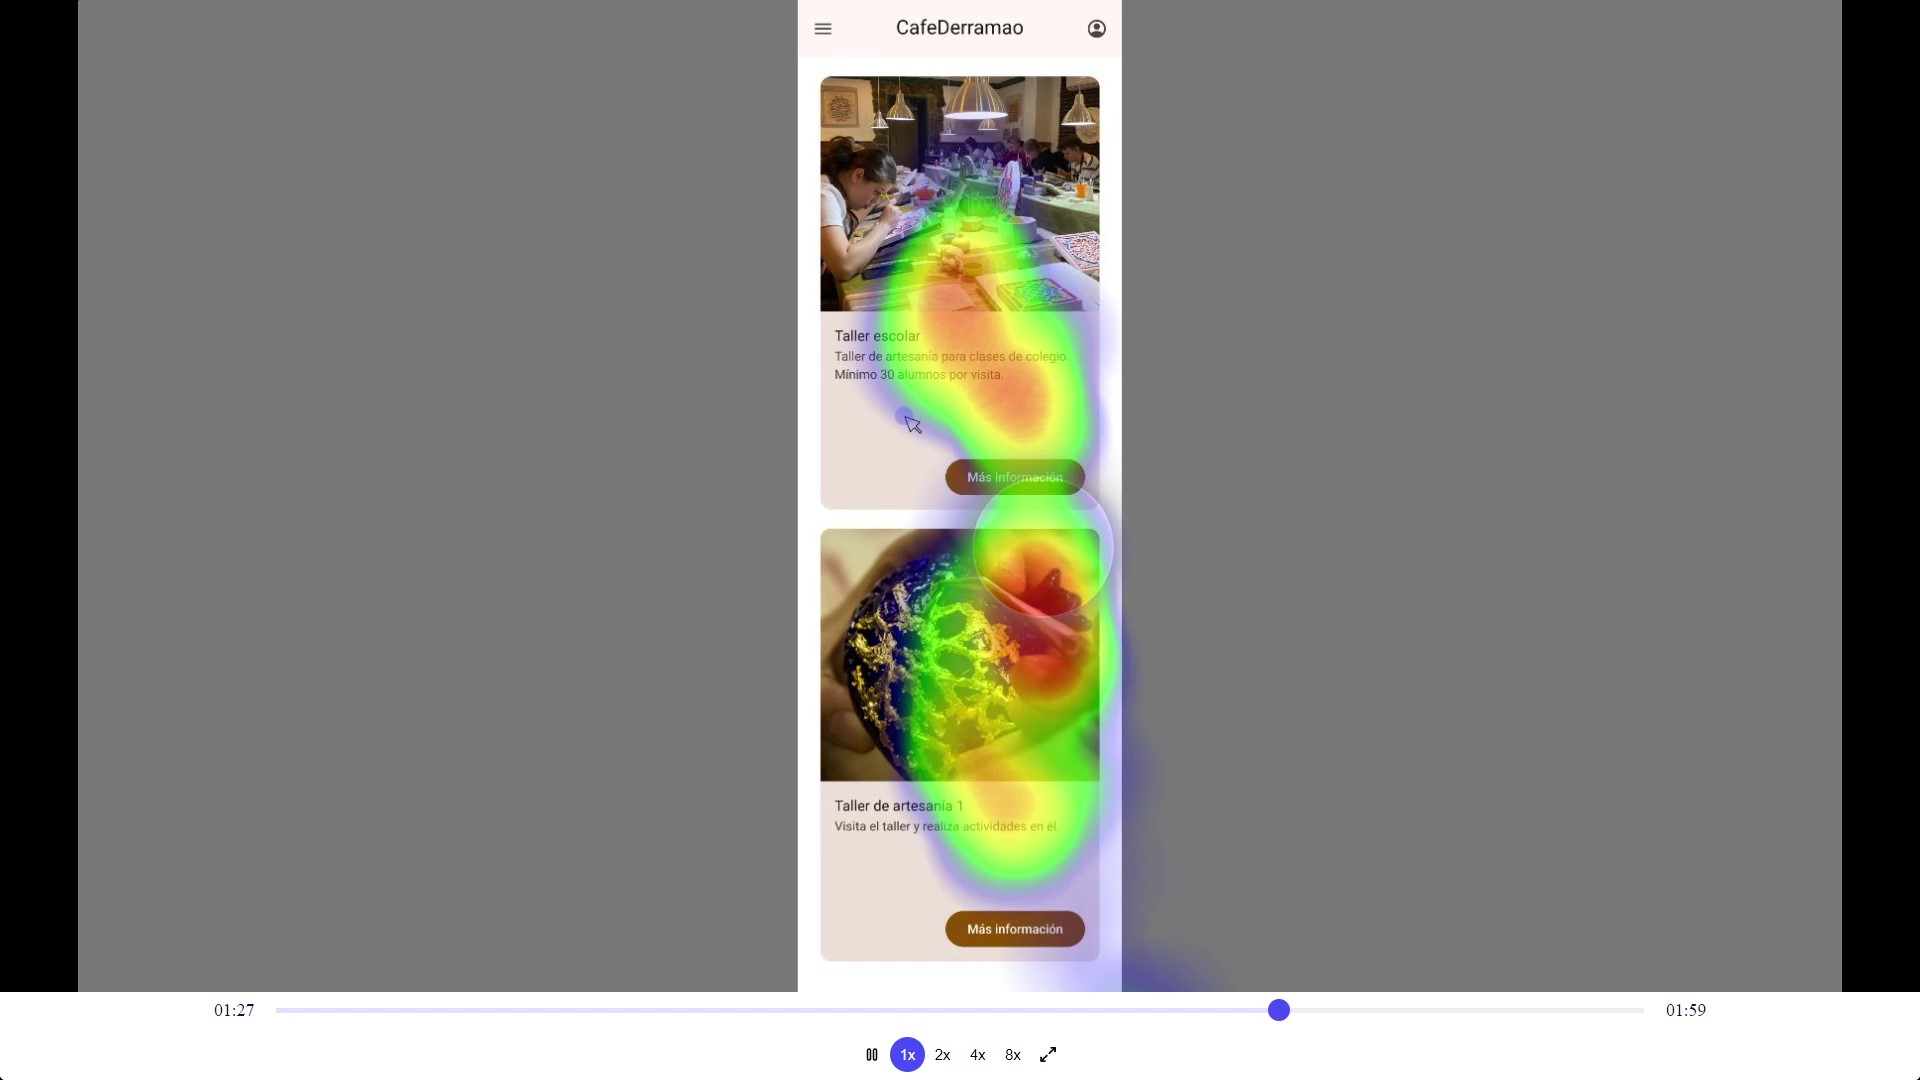 CafeDerramao
Taller escolar
Taller de artesanía para clases de colegio.
Mínimo 30 alumnos por visita.
Más información
Taller de artesanía 1
Visita el taller y realiza actividades en él.
Más información
01:27
01:59
1x
2x
4x
8x